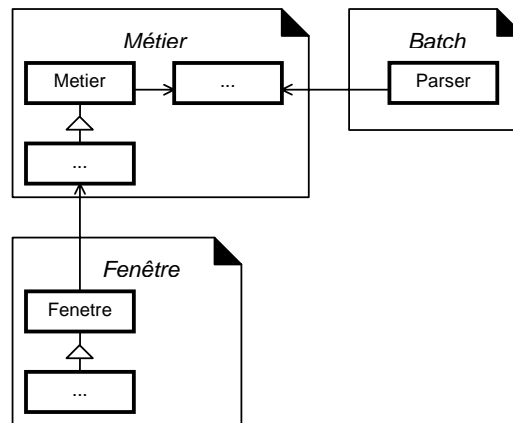 Métier
Batch
Metier
...
Parser
...
Fenêtre
Fenetre
...